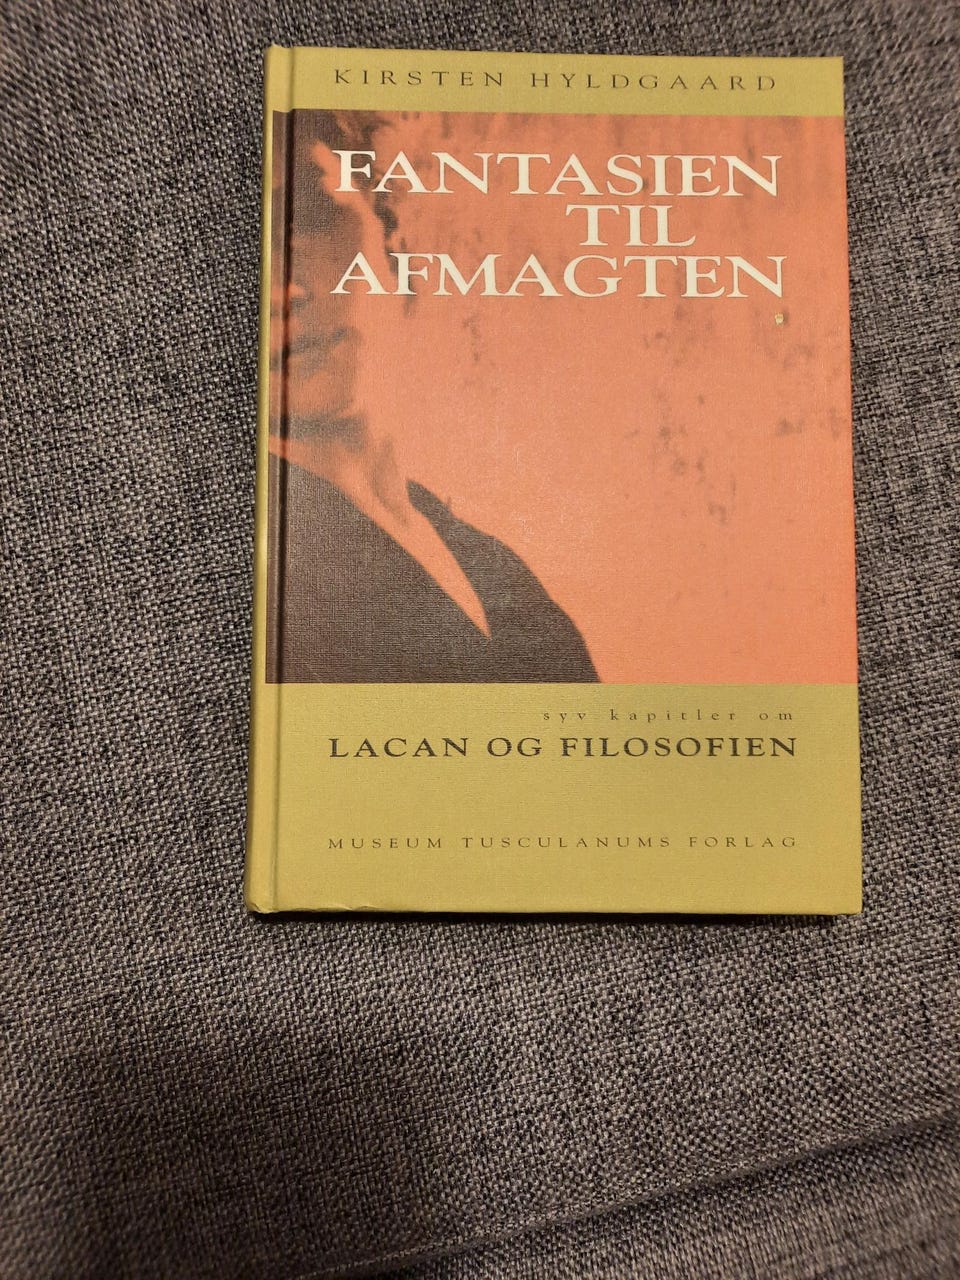 KIRSTEN HYLDGAARD
FANTASIEN
TIL
AFMAGTEN
syv kapitler om
LACAN OG FILOSOFIEN
MUSEUM TUSCULANUMS FORLAG